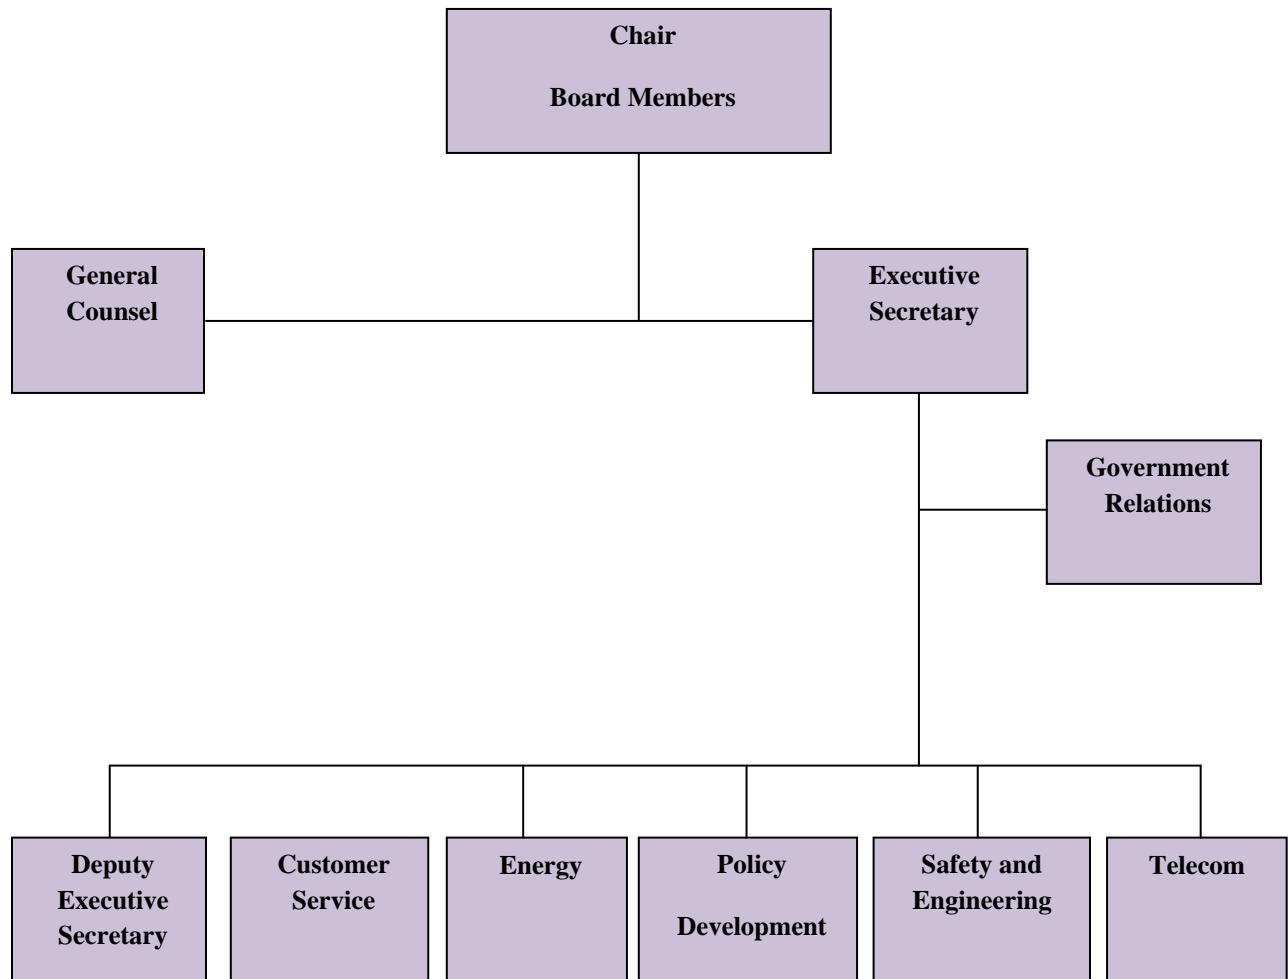 Chair
Board Members
General
Counsel
Executive
Secretary
Government
Relations
Deputy
Executive
Secretary
Customer
Service
Energy
Policy
Development
Safety and
Engineering
Telecom